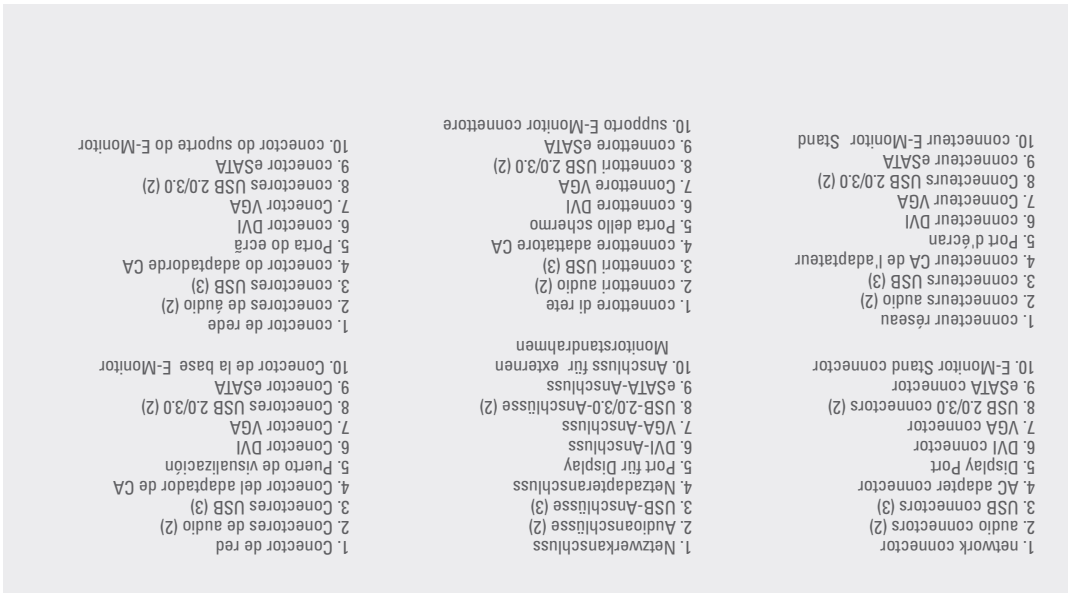 1. network connector
2. audio connectors (2)
3. USB connectors (3)
4. AC adapter connector
5. Display Port
6. DVI connector
7. VGA connector
8. USB 2.0/3.0 connectors (2)
9. eSATA connector
10. E-Monitor Stand connector
1. Netzwerkanschluss
2. Audioanschlüsse (2)
3. USB-Anschlüsse (3)
4. Netzadapteranschluss
5. Port für Display
6. DVI-Anschluss
7. VGA-Anschluss
8. USB-2.0/3.0-Anschlüsse (2)
9. eSATA-Anschluss
10. Anschluss für externen
Monitorstandrahmen
1. Conector de red
2. Conectores de audio (2)
3. Conectores USB (3)
4. Conector del adaptador de CA
5. Puerto de visualización
6. Conector DVI
7. Conector VGA
8. Conectores USB 2.0/3.0 (2)
9. Conector eSATA
10. Conector de la base E-Monitor
1. connecteur réseau
2. connecteurs audio (2)
3. connecteurs USB (3)
4. connecteur CA de l'adaptateur
5. Port d'écran
6. connecteur DVI
7. Connecteur VGA
8. Connecteurs USB 2.0/3.0 (2)
9. connecteur eSATA
10. connecteur E-Monitor Stand
1. connettore di rete
2. connettori audio (2)
3. connettori USB (3)
4. connettore adattatore CA
5. Porta dello schermo
6. connettore DVI
7. Connettore VGA
8. connettori USB 2.0/3.0 (2)
9. connettore eSATA
10. supporto E-Monitor connettore
1. conector de rede
2. conectores de áudio (2)
3. conectores USB (3)
4. conector do adaptadorde CA
5. Porta do ecrã
6. conector DVI
7. Conector VGA
8. conectores USB 2.0/3.0 (2)
9. conector eSATA
10. conector do suporte do E-Monitor